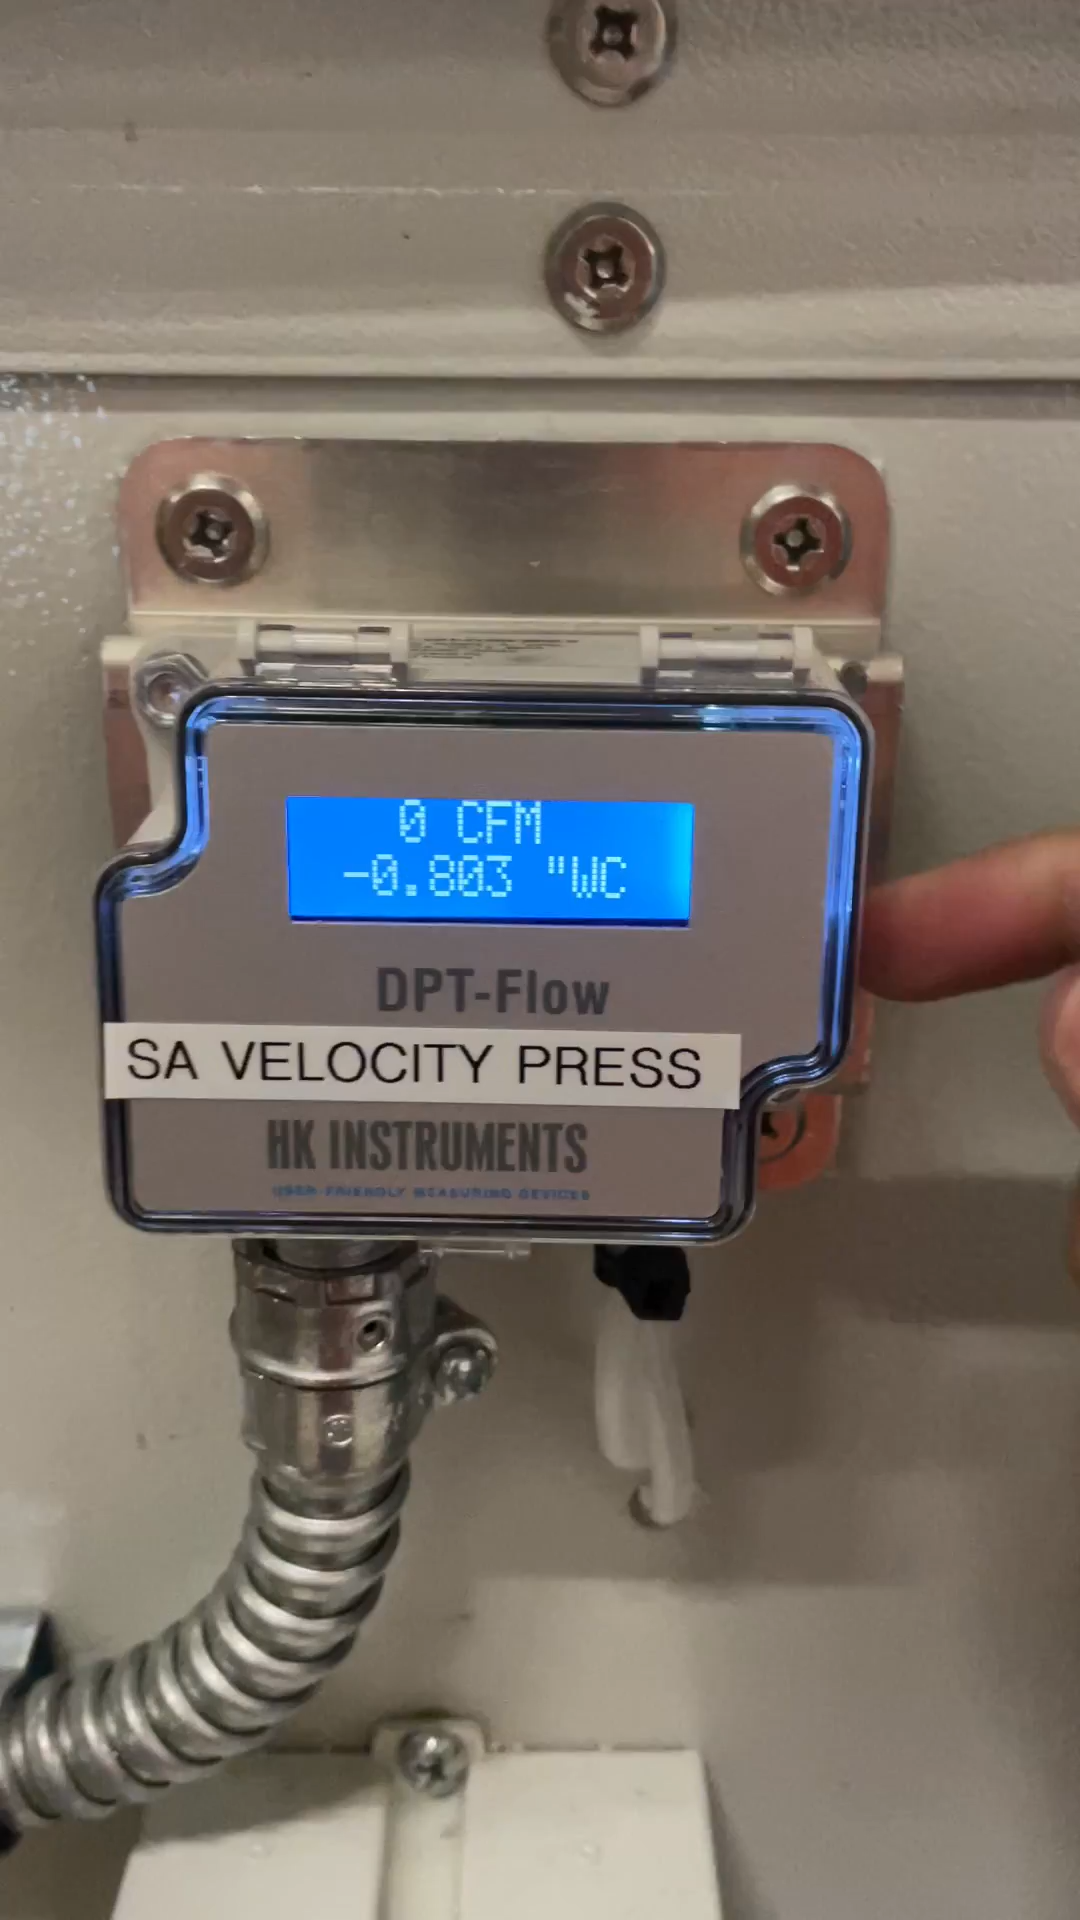 0 CFM
-0.803 "WC
DPT-Flow
SA VELOCITY PRESS
HK INSTRUMENTS
USER-FRIENDLY MEASURING DEVICES